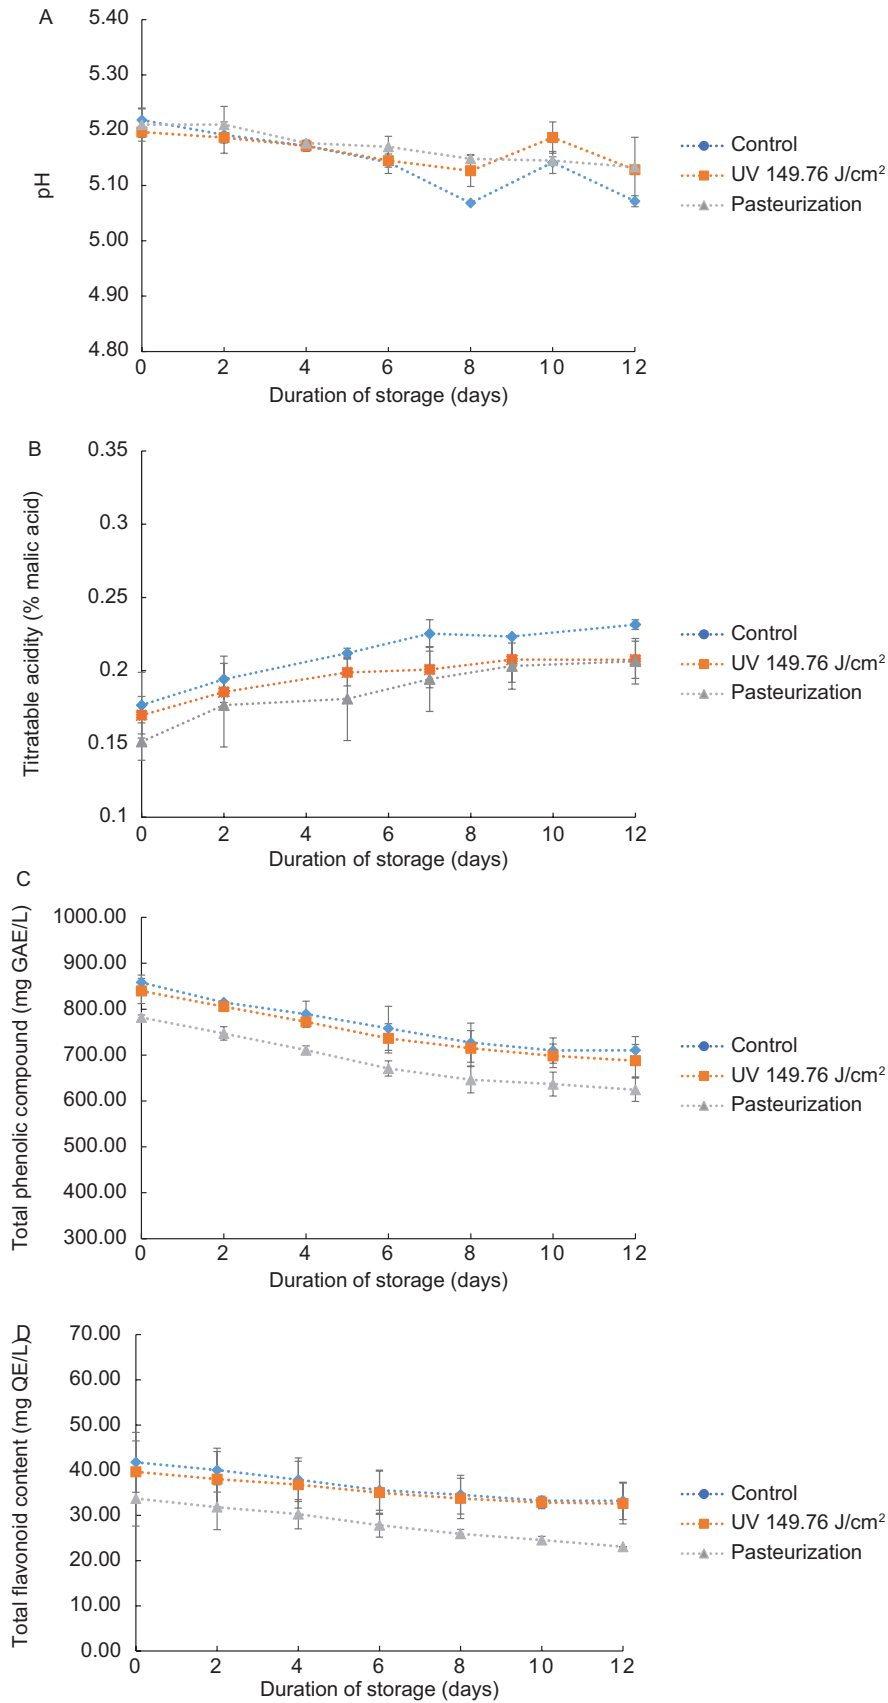 A
5.40
5.30
5.20
5.10
5.00
4.90
4.80
pH
0 2 4 6 8 10 12
Duration of storage (days)
Control
UV 149.76 J/cm²
Pasteurization
B
0.35
0.3
0.25
0.2
0.15
0.1
Titratable acidity (% malic acid)
0 2 5 7 9 10 12
Duration of storage (days)
Control
UV 149.76 J/cm²
Pasteurization
C
1000.00
900.00
800.00
700.00
600.00
500.00
400.00
300.00
Total phenolic compound (mg GAE/L)
0 2 4 6 8 10 12
Duration of storage (days)
Control
UV 149.76 J/cm²
Pasteurization
D
70.00
60.00
50.00
40.00
30.00
20.00
10.00
0.00
Total flavonoid content (mg QE/L)
0 2 4 6 8 10 12
Duration of storage (days)
Control
UV 149.76 J/cm²
Pasteurization